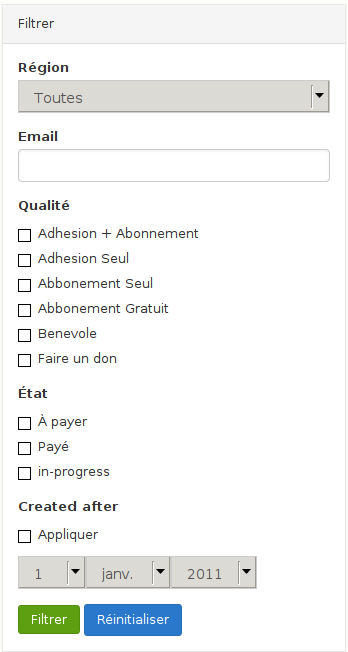 Filtrer
Région
Toutes
Email
Qualité
Adhesion + Abonnement
Adhesion Seul
Abbonement Seul
Abbonement Gratuit
Benevole
Faire un don
État
À payer
Payé
in-progress
Created after
Appliquer
1 janv. 2011
Filtrer Réinitialiser